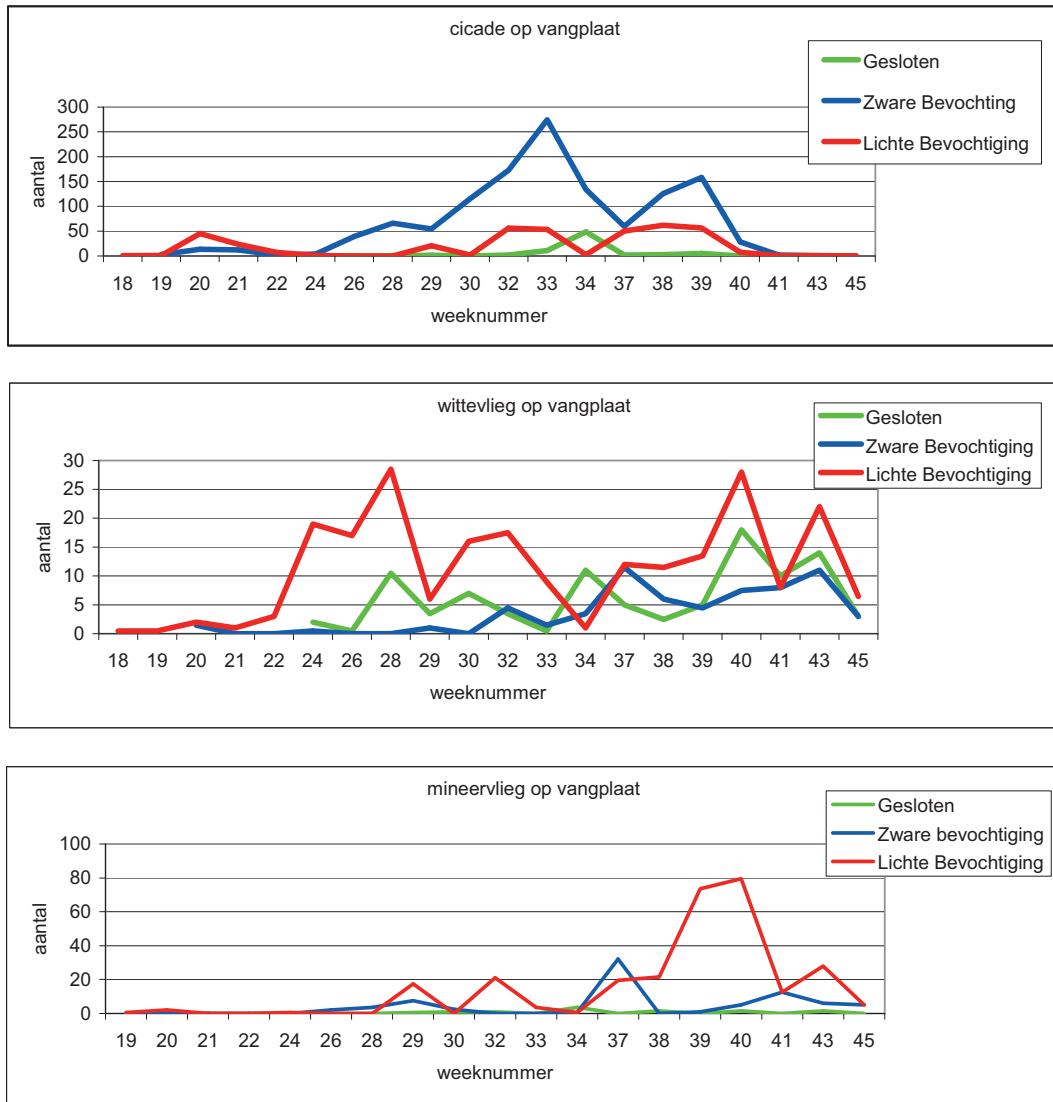 cicade op vangplaat
Gesloten
Zware Bevochting
Lichte Bevochtiging
300
250
200
150
100
50
0
aantal
18 19 20 21 22 24 26 28 29 30 32 33 34 37 38 39 40 41 43 45
weeknummer
wittevlieg op vangplaat
Gesloten
Zware Bevochtiging
Lichte Bevochtiging
30
25
20
15
10
5
0
aantal
18 19 20 21 22 24 26 28 29 30 32 33 34 37 38 39 40 41 43 45
weeknummer
mineervlieg op vangplaat
Gesloten
Zware bevochtiging
Lichte Bevochtiging
100
80
60
40
20
0
aantal
19 20 21 22 24 26 28 29 30 32 33 34 37 38 39 40 41 43 45
weeknummer